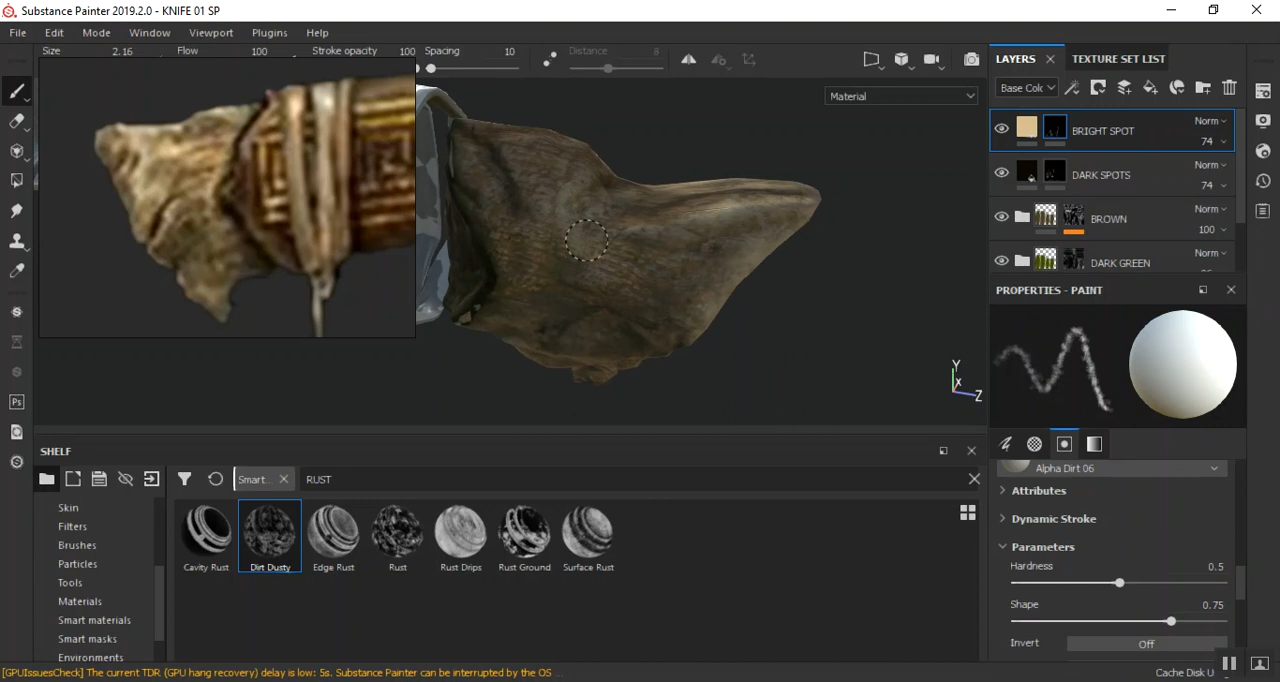 Substance Painter 2019.2.0 - KNIFE 01 SP
File Edit Mode Window Viewport Plugins Help
Size 2.16 Flow 100 Stroke opacity 100 Spacing 10 Distance 8
Material
LAYERS TEXTURE SET LIST
Base Col
BRIGHT SPOT Norm 74
DARK SPOTS Norm 74
BROWN Norm 100
DARK GREEN Norm
PROPERTIES - PAINT
Y
X
Z
Ps
Alpha Dirt 06
Attributes
Dynamic Stroke
Parameters
Hardness 0.5
Shape 0.75
Invert Off
SHELF
Smart... RUST
Skin
Filters
Brushes
Particles
Tools
Materials
Smart materials
Smart masks
Environments
Cavity Rust Dirt Dusty Edge Rust Rust Rust Drips Rust Ground Surface Rust
[GPUIssuesCheck] The current TDR (GPU hang recovery) delay is low: 5s. Substance Painter can be interrupted by the OS ...
Cache Disk U